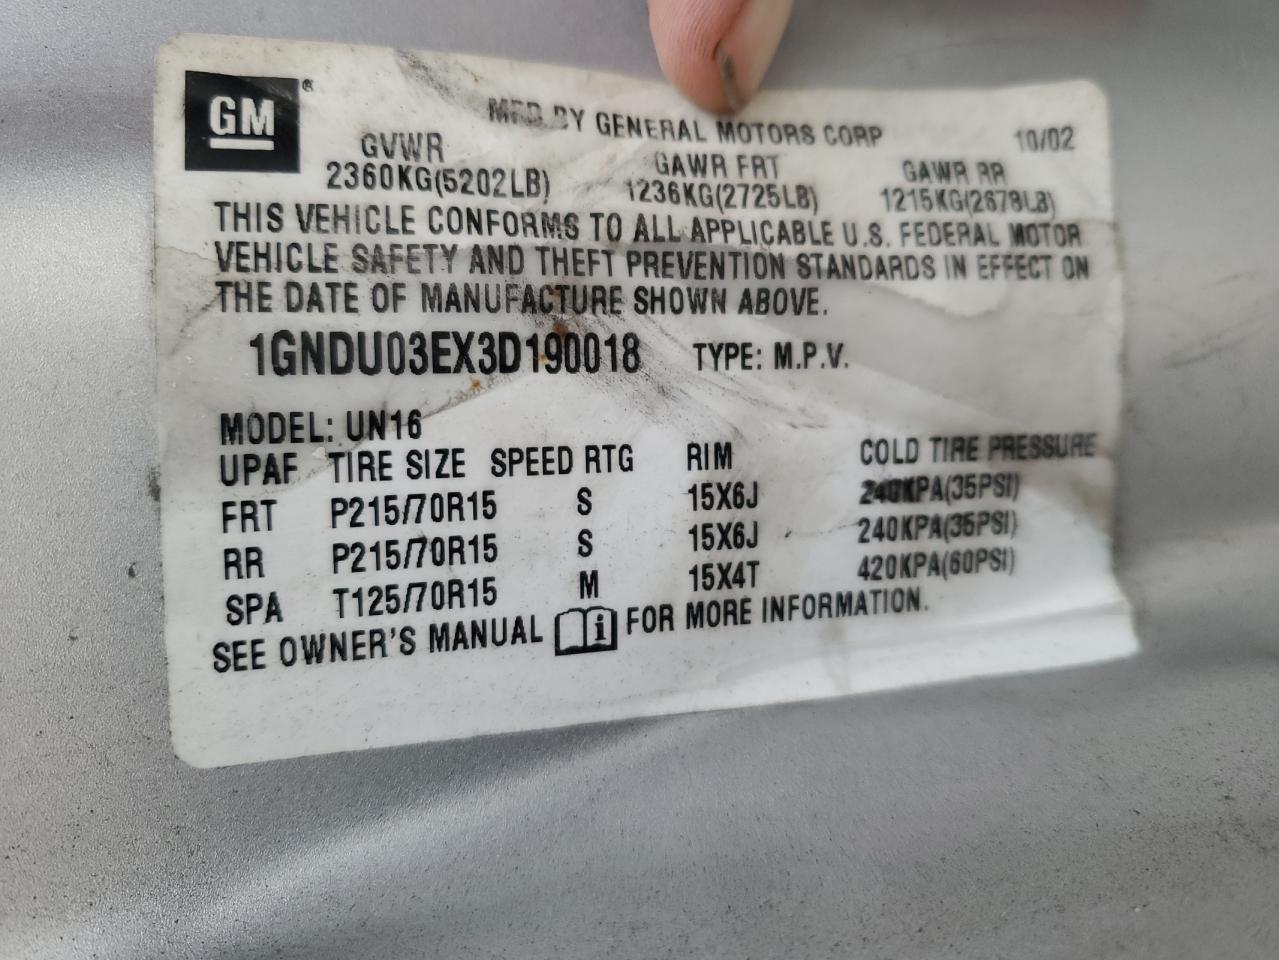 GM ®
MFD BY GENERAL MOTORS CORP 10/02
GVWR GAWR FRT GAWR RR
2360KG(5202LB) 1236KG(2725LB) 1215KG(2678LB)
THIS VEHICLE CONFORMS TO ALL APPLICABLE U.S. FEDERAL MOTOR
VEHICLE SAFETY AND THEFT PREVENTION STANDARDS IN EFFECT ON
THE DATE OF MANUFACTURE SHOWN ABOVE.
1GNDU03EX3D190018 TYPE: M.P.V.
MODEL: UN16
UPAF TIRE SIZE SPEED RTG RIM COLD TIRE PRESSURE
FRT P215/70R15 S 15X6J 240KPA(35PSI)
RR P215/70R15 S 15X6J 240KPA(35PSI)
SPA T125/70R15 M 15X4T 420KPA(60PSI)
SEE OWNER'S MANUAL i FOR MORE INFORMATION.